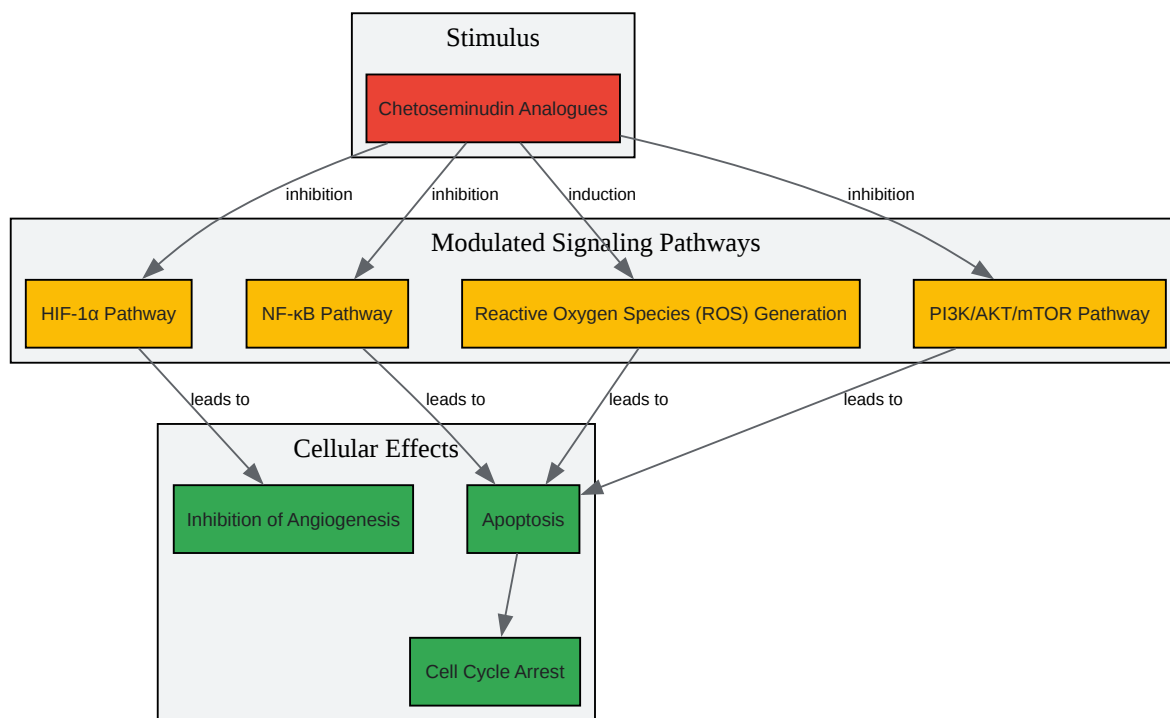 Stimulus
Chetoseminudin Analogues
inhibition
inhibition
induction
inhibition
Modulated Signaling Pathways
HIF-1α Pathway
NF-κB Pathway
Reactive Oxygen Species (ROS) Generation
PI3K/AKT/mTOR Pathway
leads to
leads to
leads to
leads to
Cellular Effects
Inhibition of Angiogenesis
Apoptosis
Cell Cycle Arrest